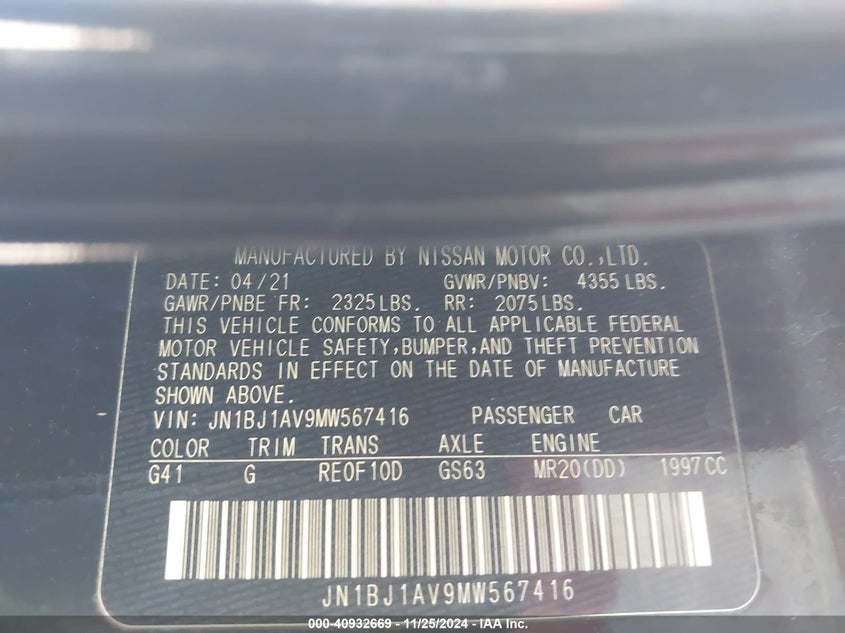 MANUFACTURED BY NISSAN MOTOR CO.,LTD.
DATE: 04/21 GVWR/PNBV: 4355 LBS.
GAWR/PNBE FR: 2325 LBS. RR: 2075 LBS.
THIS VEHICLE CONFORMS TO ALL APPLICABLE FEDERAL
MOTOR VEHICLE SAFETY,BUMPER,AND THEFT PREVENTION
STANDARDS IN EFFECT ON THE DATE OF MANUFACTURE
SHOWN ABOVE.
VIN: JN1BJ1AV9MW567416 PASSENGER CAR
COLOR TRIM TRANS AXLE ENGINE
G41 G RE0F10D GS63 MR20(DD) 1997CC
JN1BJ1AV9MW567416
000-40932669 - 11/25/2024 - IAA Inc.